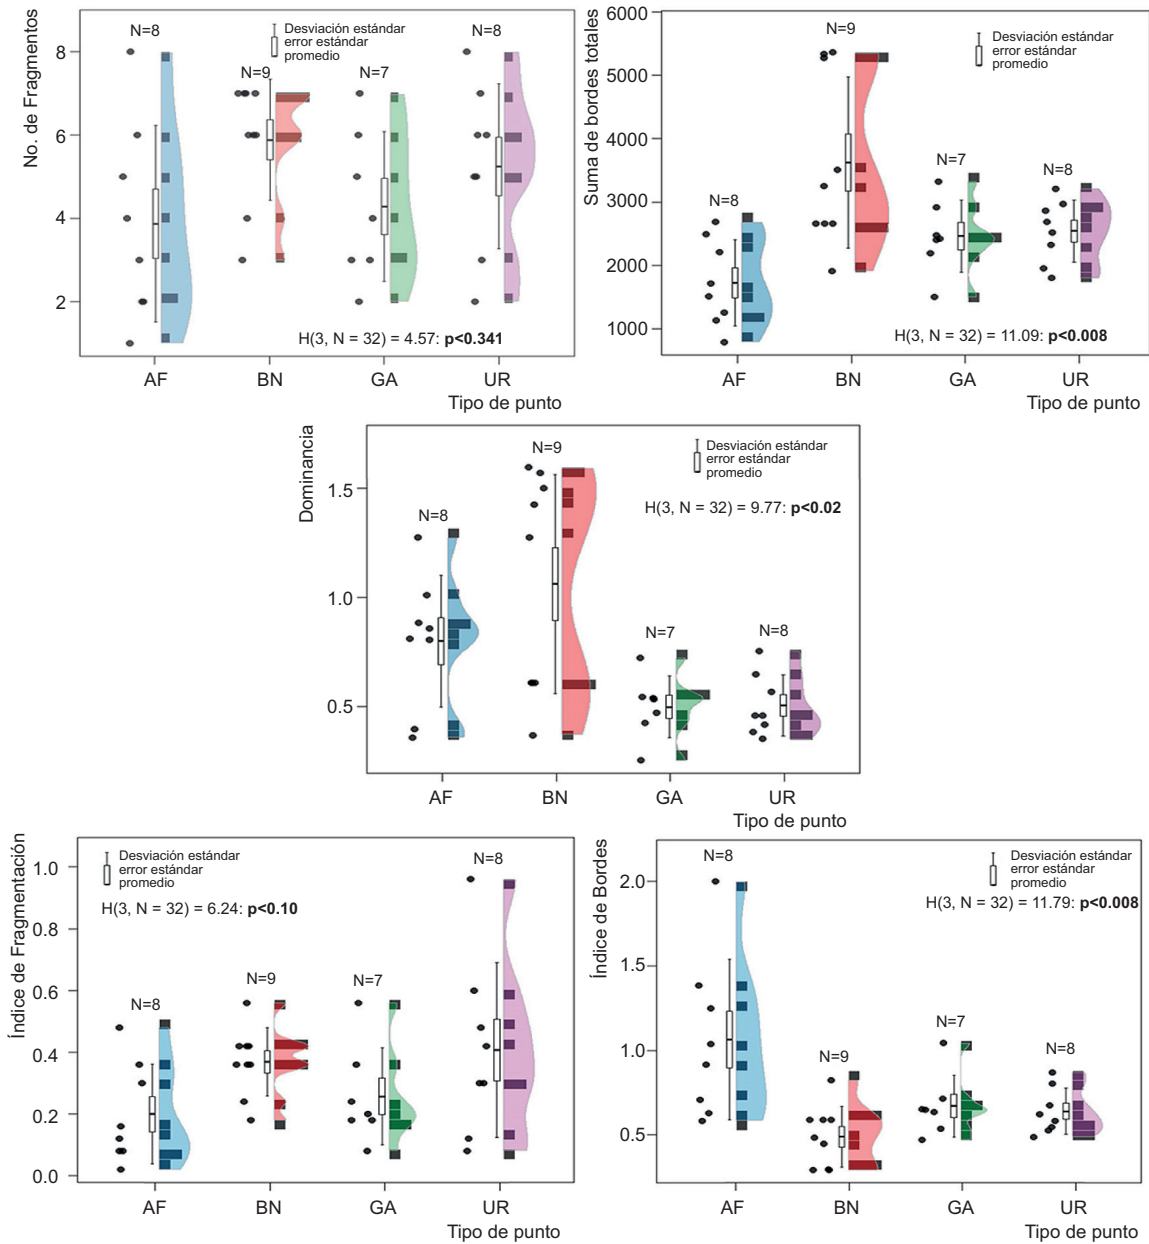 No. de Fragmentos
8
6
4
2
N=8
N=9
N=7
N=8
Desviación estándar
error estándar
promedio
H(3, N = 32) = 4.57: p<0.341
AF
BN
GA
UR
Tipo de punto
Suma de bordes totales
6000
5000
4000
3000
2000
1000
N=8
N=9
N=7
N=8
Desviación estándar
error estándar
promedio
H(3, N = 32) = 11.09: p<0.008
AF
BN
GA
UR
Tipo de punto
Dominancia
1.5
1.0
0.5
N=8
N=9
N=7
N=8
Desviación estándar
error estándar
promedio
H(3, N = 32) = 9.77: p<0.02
AF
BN
GA
UR
Tipo de punto
Índice de Fragmentación
1.0
0.8
0.6
0.4
0.2
0.0
Desviación estándar
error estándar
promedio
H(3, N = 32) = 6.24: p<0.10
N=8
N=9
N=7
N=8
AF
BN
GA
UR
Tipo de punto
Índice de Bordes
2.0
1.5
1.0
0.5
N=8
N=9
N=7
N=8
Desviación estándar
error estándar
promedio
H(3, N = 32) = 11.79: p<0.008
AF
BN
GA
UR
Tipo de punto